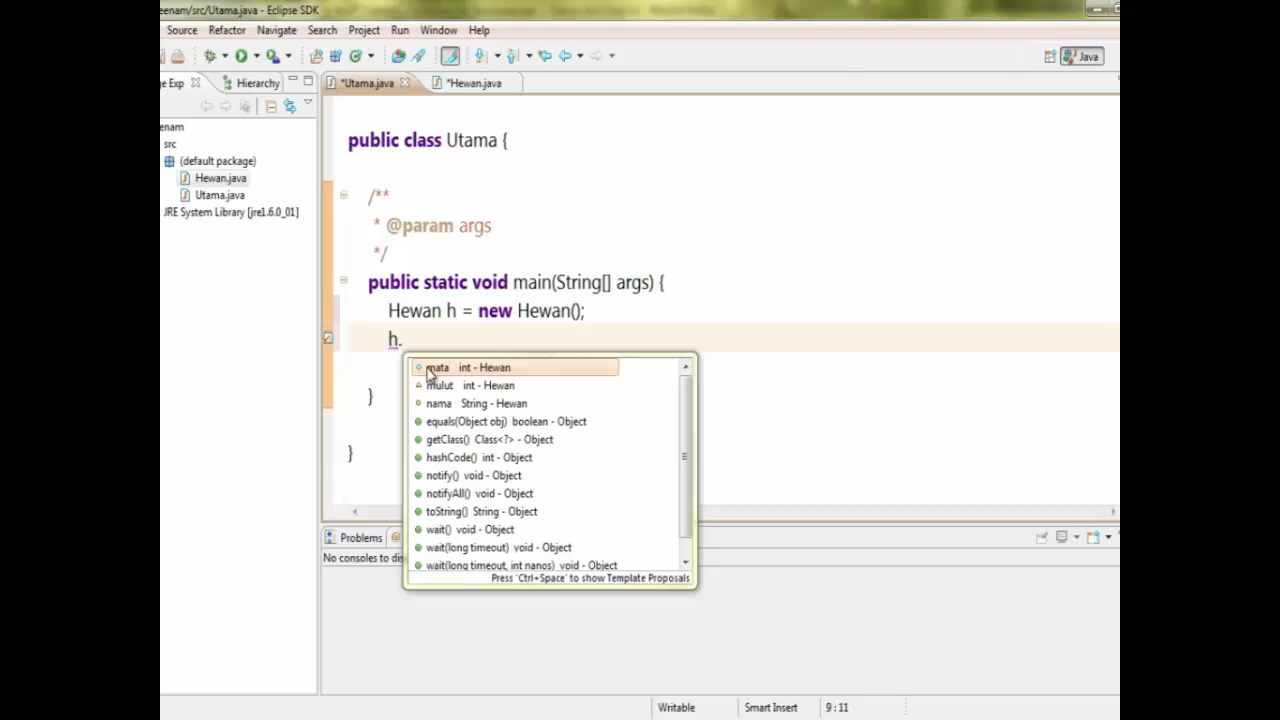 eenam/src/Utama.java - Eclipse SDK
Source Refactor Navigate Search Project Run Window Help
Java
ge Exp Hierarchy
*Utama.java *Hewan.java
enam
src
(default package)
Hewan.java
Utama.java
JRE System Library [jre1.6.0_01]
public class Utama {
/**
* @param args
*/
public static void main(String[] args) {
Hewan h = new Hewan();
h.
}
}
mata int - Hewan
mulut int - Hewan
nama String - Hewan
equals(Object obj) boolean - Object
getClass() Class<?> - Object
hashCode() int - Object
notify() void - Object
notifyAll() void - Object
toString() String - Object
wait() void - Object
wait(long timeout) void - Object
wait(long timeout, int nanos) void - Object
Press 'Ctrl+Space' to show Template Proposals
Problems @
No consoles to dis
Writable Smart Insert 9 : 11